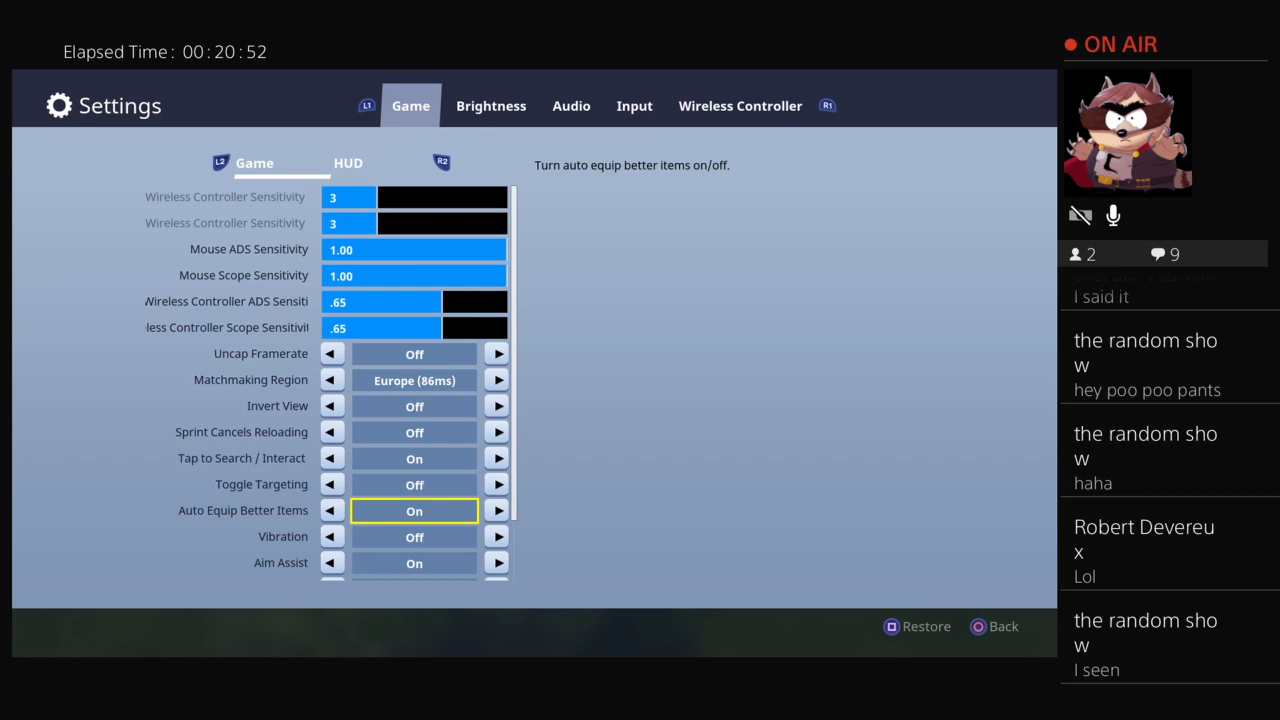 Elapsed Time: 00:20:52
ON AIR
Settings
L1 Game Brightness Audio Input Wireless Controller R1
L2 Game HUD R2
Turn auto equip better items on/off.
Wireless Controller Sensitivity 3
Wireless Controller Sensitivity 3
Mouse ADS Sensitivity 1.00
Mouse Scope Sensitivity 1.00
Wireless Controller ADS Sensiti .65
less Controller Scope Sensitivit .65
Uncap Framerate Off
Matchmaking Region Europe (86ms)
Invert View Off
Sprint Cancels Reloading Off
Tap to Search / Interact On
Toggle Targeting Off
Auto Equip Better Items On
Vibration Off
Aim Assist On
Restore Back
2 9
I said it
the random sho
w
hey poo poo pants
the random sho
w
haha
Robert Devereu
x
Lol
the random sho
w
I seen